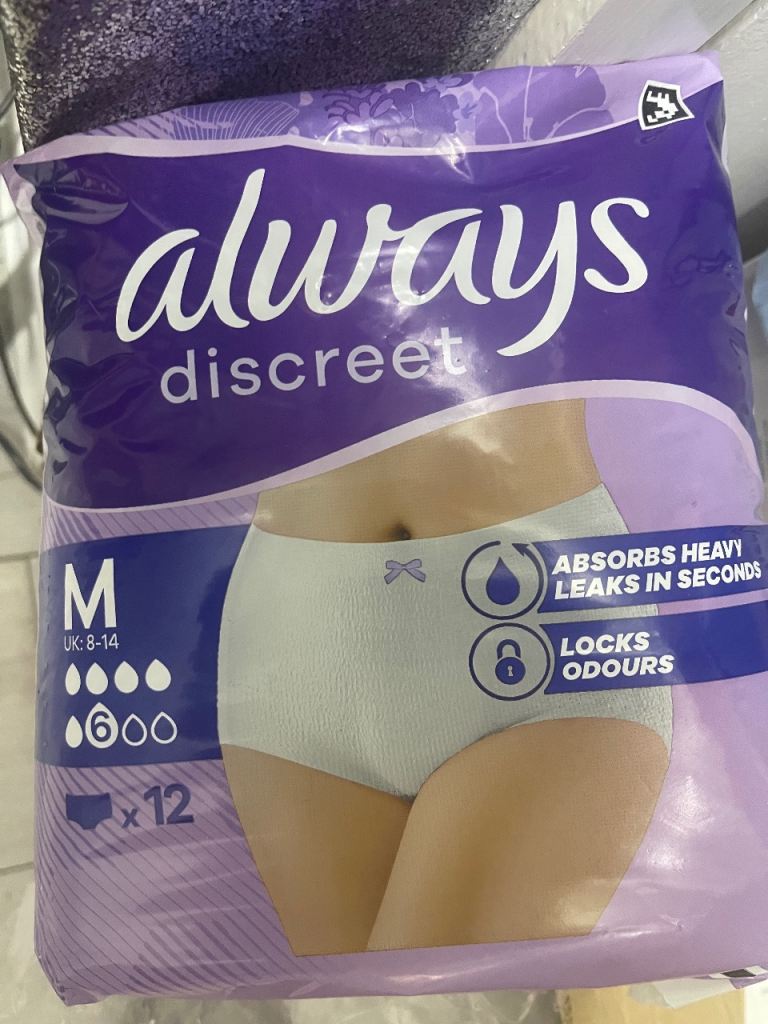 always
discreet
M
UK: 8-14
6
x 12
ABSORBS HEAVY
LEAKS IN SECONDS
LOCKS
ODOURS